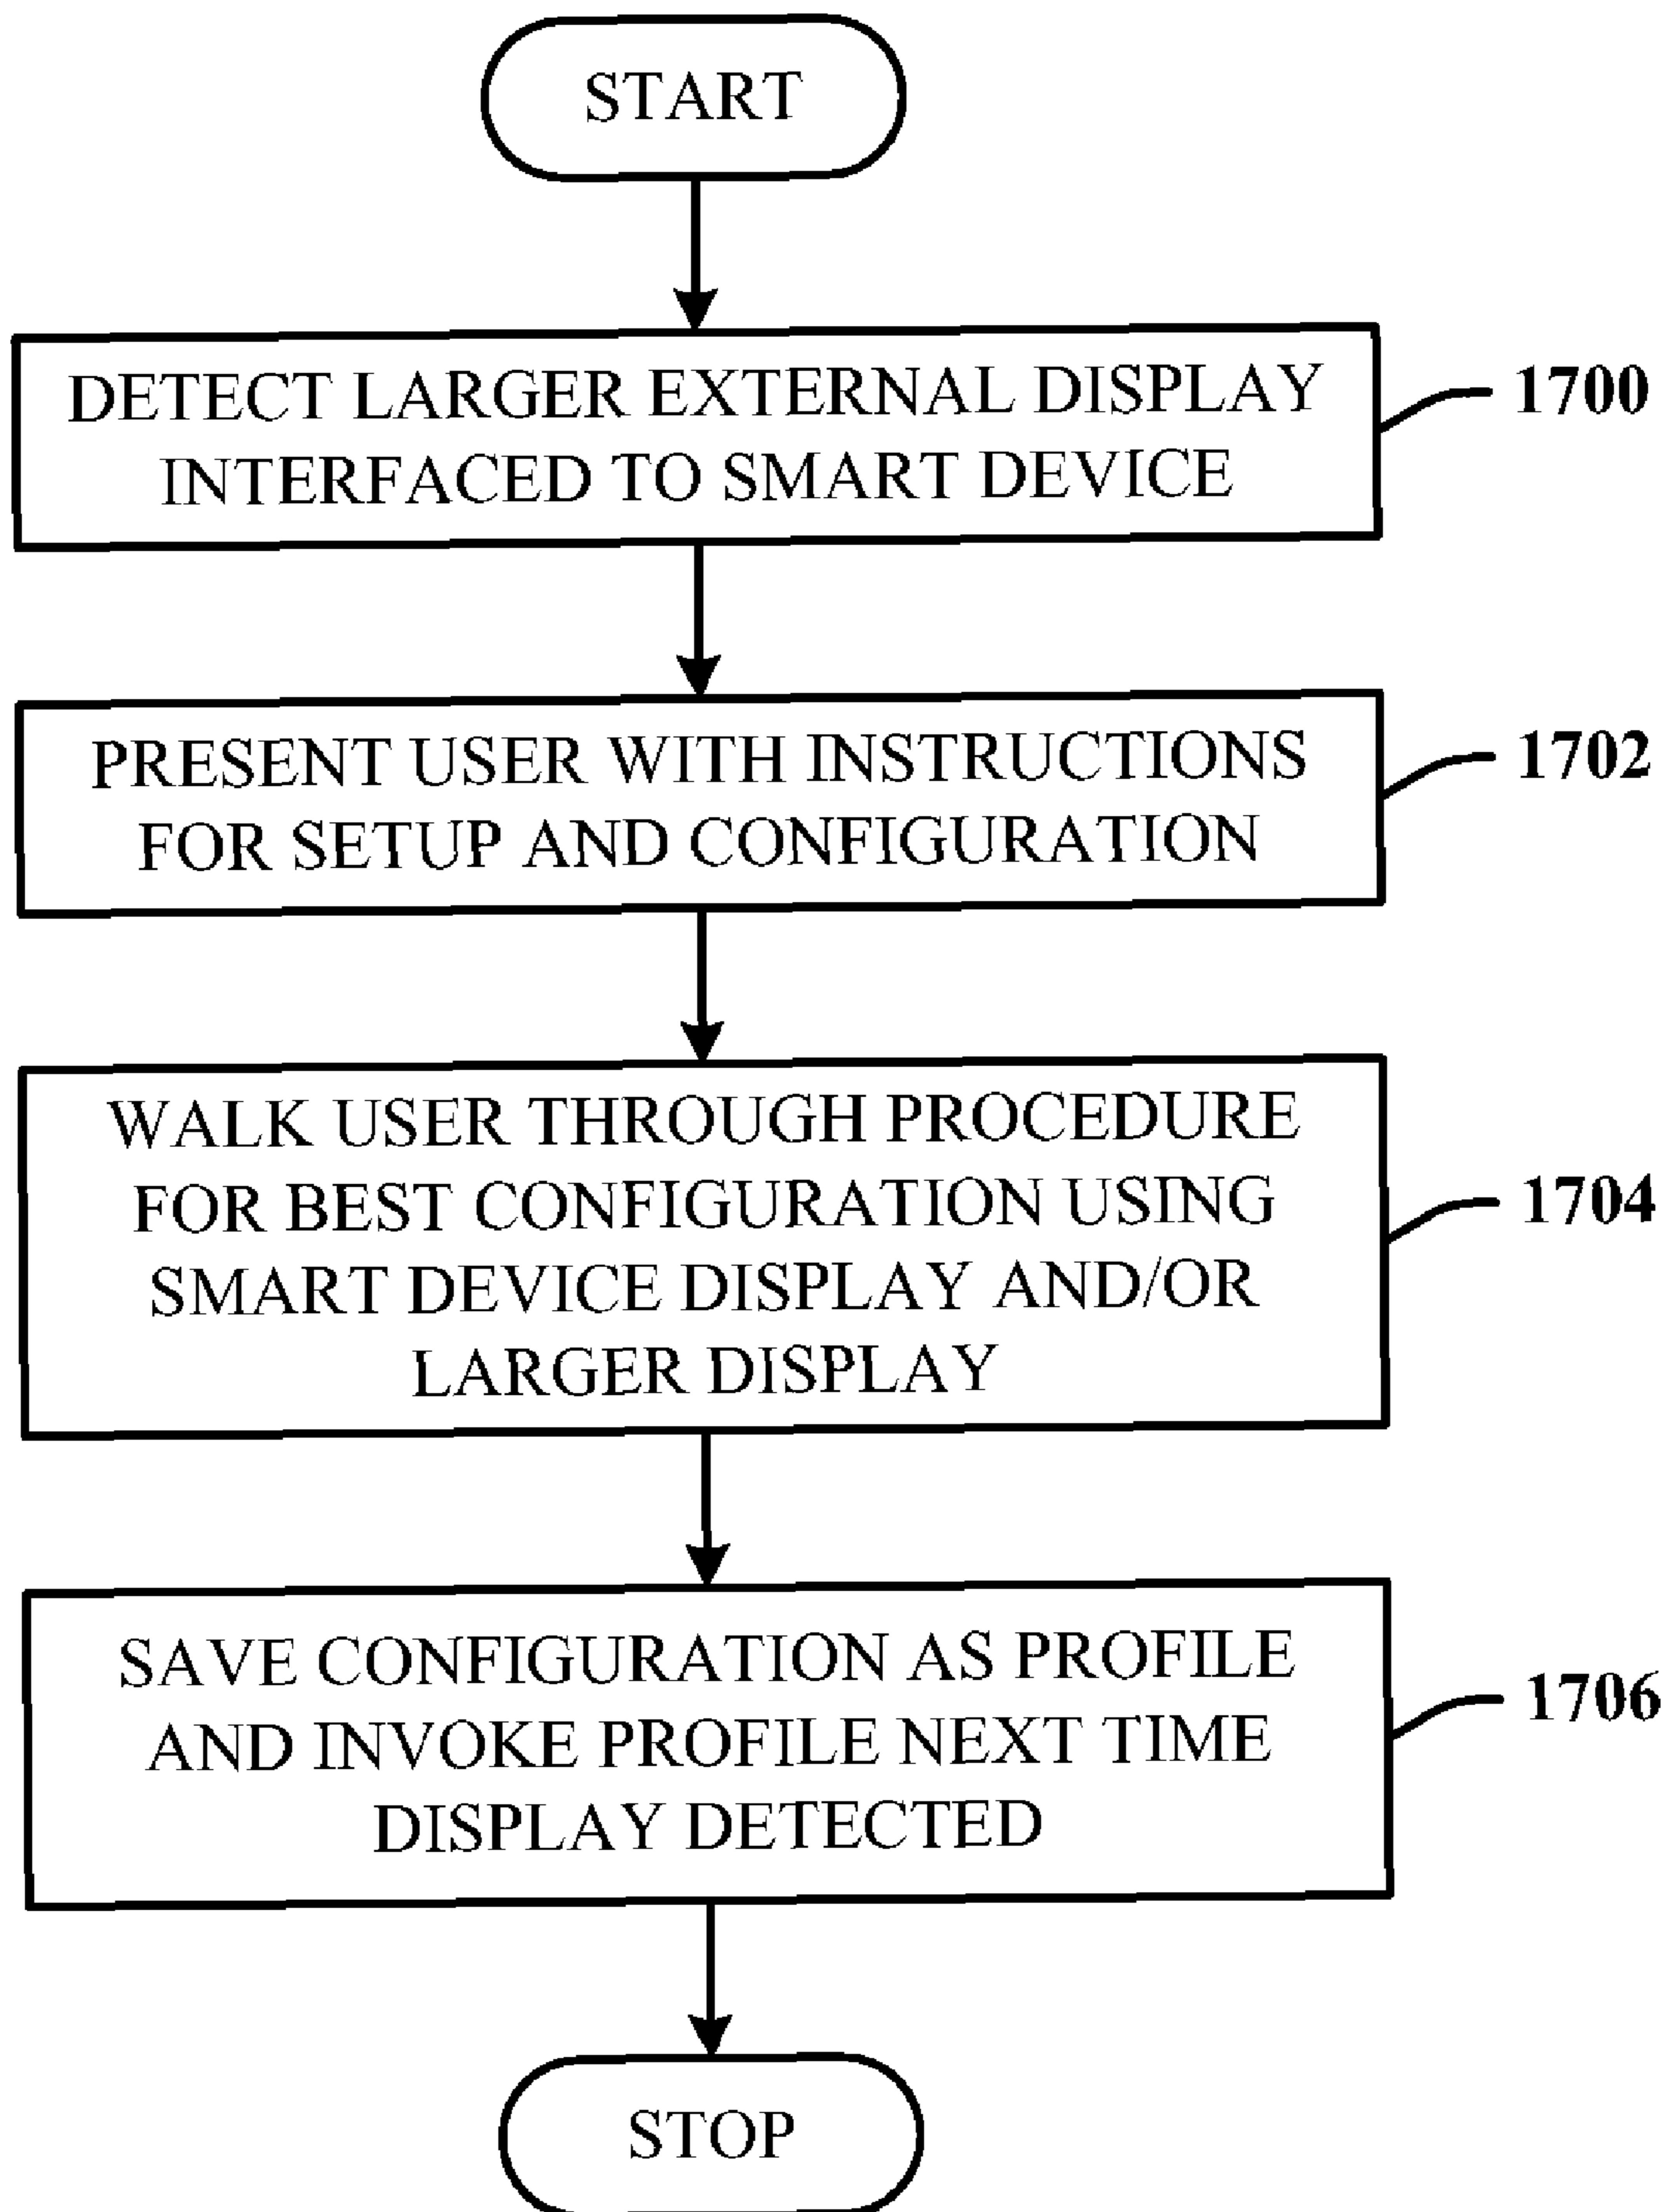 START
DETECT LARGER EXTERNAL DISPLAY
INTERFACED TO SMART DEVICE
1700
PRESENT USER WITH INSTRUCTIONS
FOR SETUP AND CONFIGURATION
1702
WALK USER THROUGH PROCEDURE
FOR BEST CONFIGURATION USING
SMART DEVICE DISPLAY AND/OR
LARGER DISPLAY
1704
SAVE CONFIGURATION AS PROFILE
AND INVOKE PROFILE NEXT TIME
DISPLAY DETECTED
1706
STOP